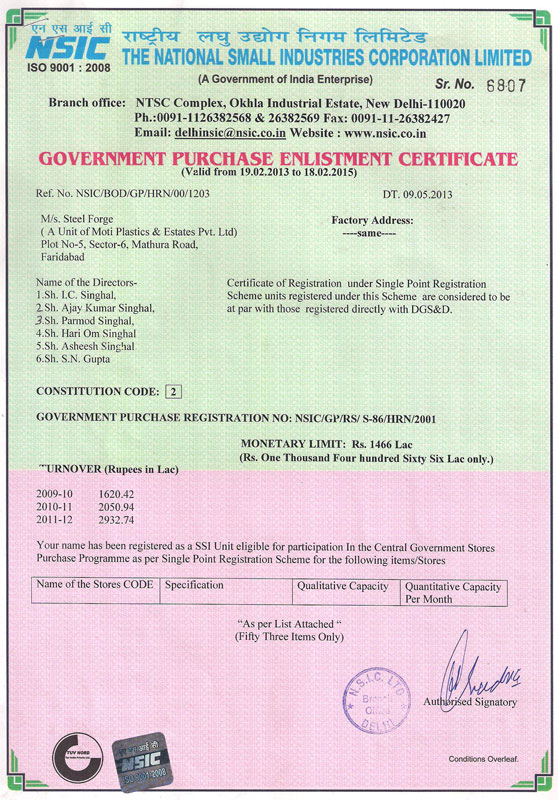 एन एस आई सी
NSIC
ISO 9001 : 2008
राष्ट्रीय लघु उद्योग निगम लिमिटेड
THE NATIONAL SMALL INDUSTRIES CORPORATION LIMITED
(A Government of India Enterprise)
Sr. No. 6807
Branch office: NTSC Complex, Okhla Industrial Estate, New Delhi-110020
Ph.:0091-1126382568 & 26382569 Fax: 0091-11-26382427
Email: delhinsic@nsic.co.in Website : www.nsic.co.in
GOVERNMENT PURCHASE ENLISTMENT CERTIFICATE
(Valid from 19.02.2013 to 18.02.2015)
Ref. No. NSIC/BOD/GP/HRN/00/1203 DT. 09.05.2013
M/s. Steel Forge
( A Unit of Moti Plastics & Estates Pvt. Ltd)
Plot No-5, Sector-6, Mathura Road,
Faridabad
Factory Address:
----same----
Name of the Directors-
1.Sh. I.C. Singhal,
2.Sh. Ajay Kumar Singhal,
3.Sh. Parmod Singhal,
4.Sh. Hari Om Singhal
5.Sh. Asheesh Singhal
6.Sh. S.N. Gupta
Certificate of Registration under Single Point Registration
Scheme units registered under this Scheme are considered to be
at par with those registered directly with DGS&D.
CONSTITUTION CODE: 2
GOVERNMENT PURCHASE REGISTRATION NO: NSIC/GP/RS/ S-86/HRN/2001
MONETARY LIMIT: Rs. 1466 Lac
(Rs. One Thousand Four hundred Sixty Six Lac only.)
TURNOVER (Rupees in Lac)
2009-10 1620.42
2010-11 2050.94
2011-12 2932.74
Your name has been registered as a SSI Unit eligible for participation In the Central Government Stores
Purchase Programme as per Single Point Registration Scheme for the following items/Stores
Name of the Stores CODE Specification Qualitative Capacity Quantitative Capacity
Per Month
"As per List Attached "
(Fifty Three Items Only)
N.S.I.C. LTD
Branch
Office
DELHI
Authorised Signatory
TUV NORD
एन एस आई सी
NSIC
ISO 9001 2008
Conditions Overleaf.